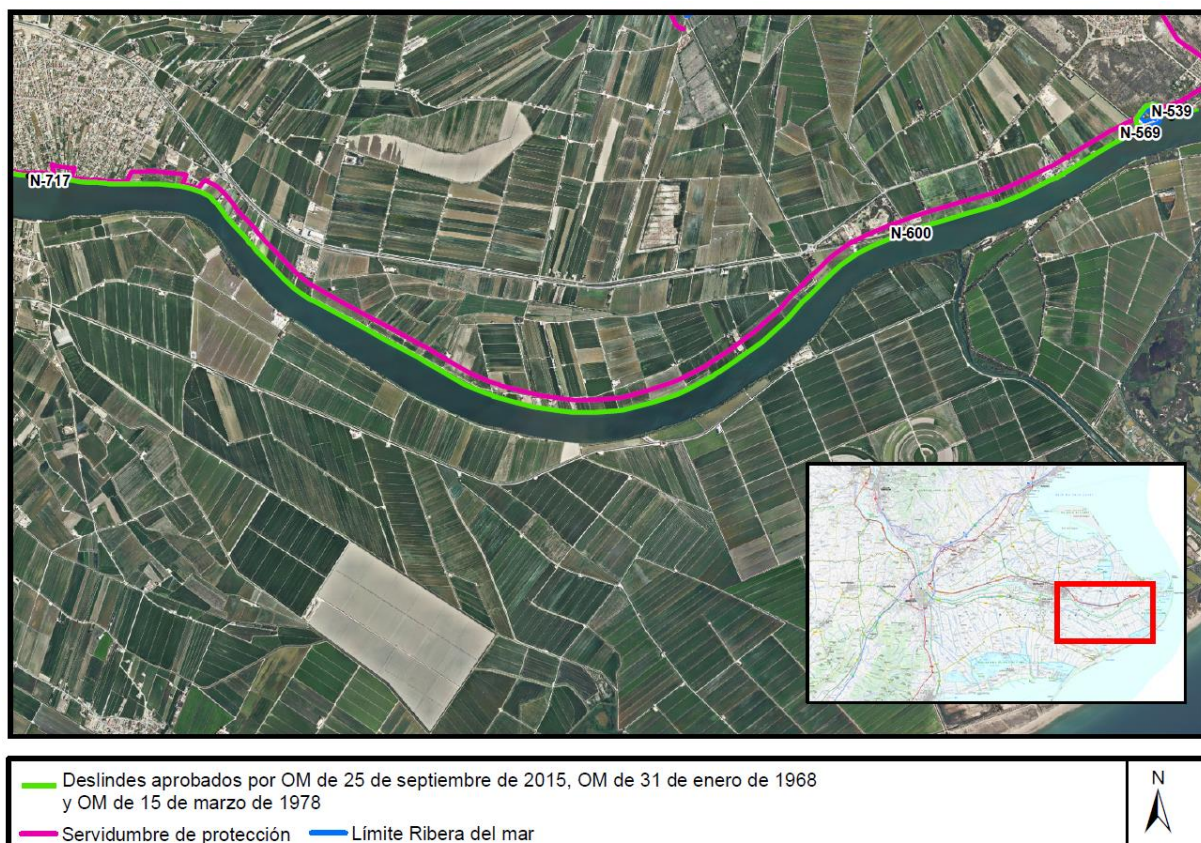 N-539
N-569
N-717
N-600
Deslindes aprobados por OM de 25 de septiembre de 2015, OM de 31 de enero de 1968
y OM de 15 de marzo de 1978
Servidumbre de protección Límite Ribera del mar
N